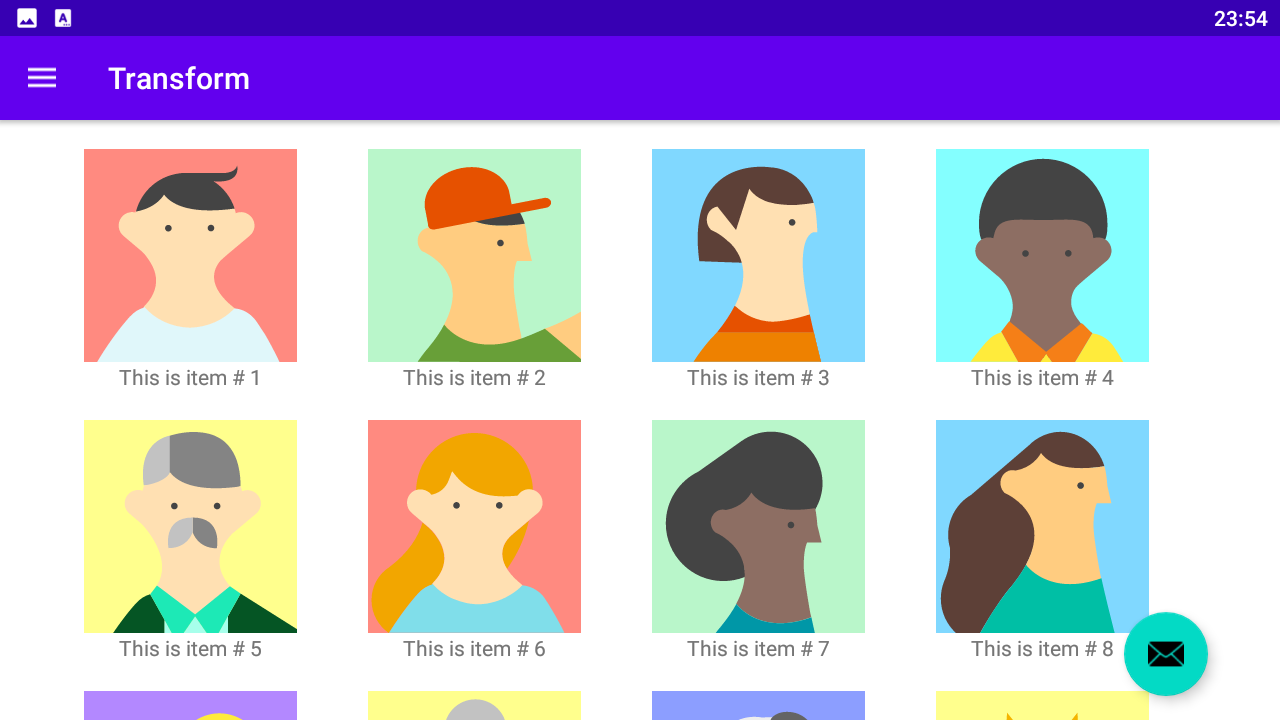 23:54
Transform
This is item # 1
This is item # 2
This is item # 3
This is item # 4
This is item # 5
This is item # 6
This is item # 7
This is item # 8